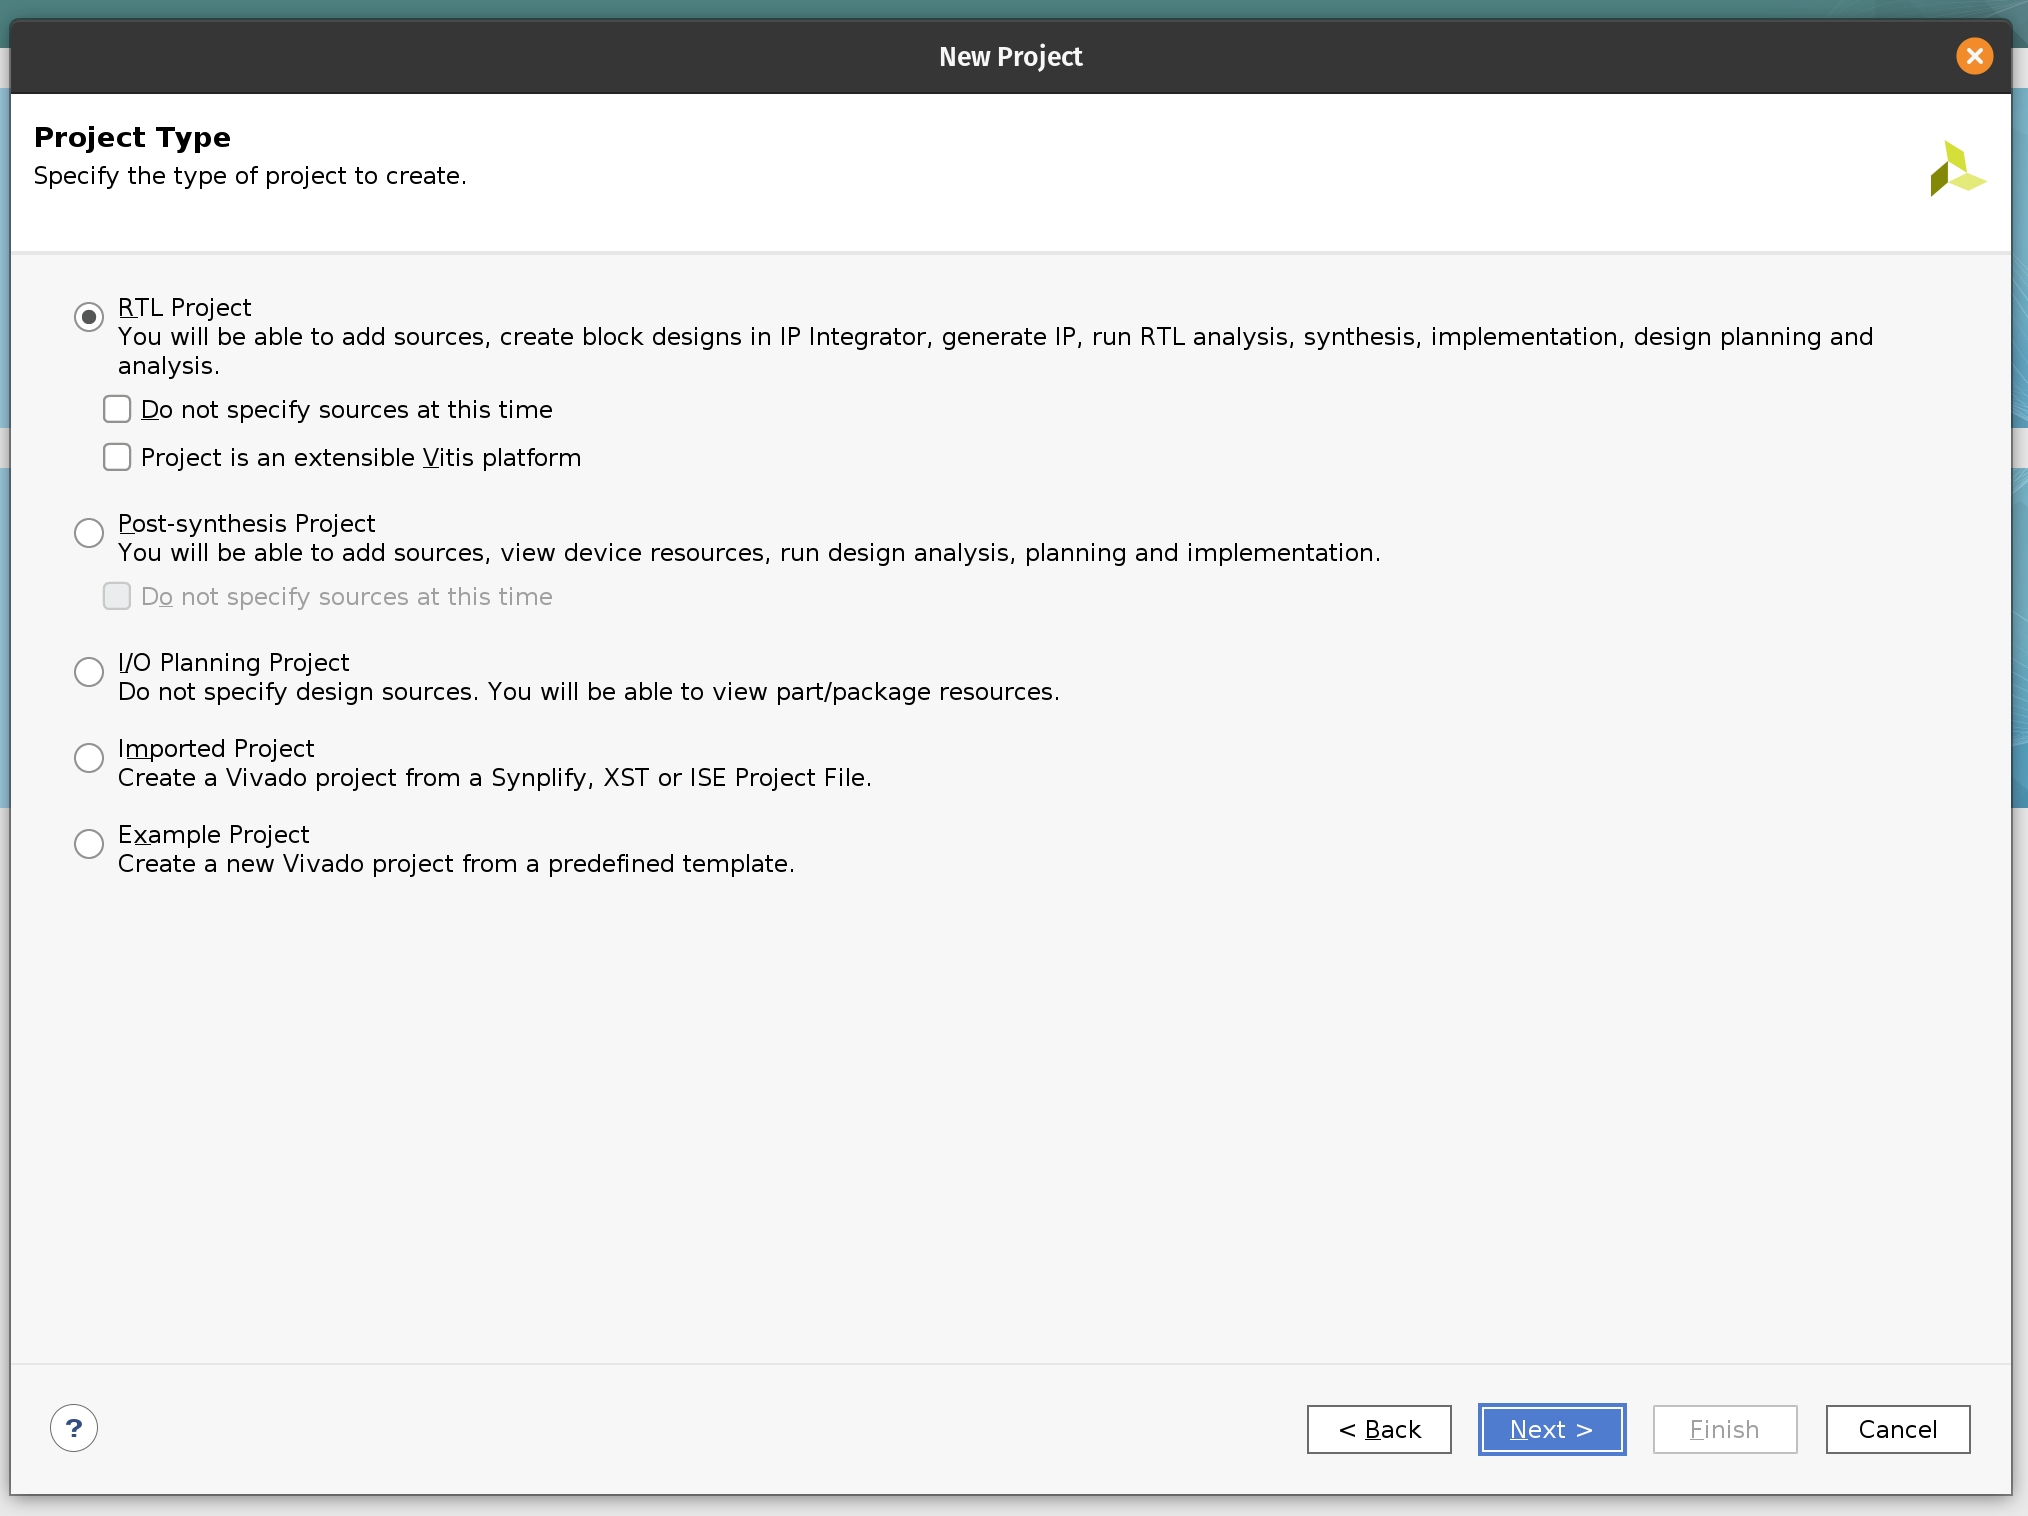 New Project
Project Type
Specify the type of project to create.
RTL Project
You will be able to add sources, create block designs in IP Integrator, generate IP, run RTL analysis, synthesis, implementation, design planning and
analysis.
Do not specify sources at this time
Project is an extensible Vitis platform
Post-synthesis Project
You will be able to add sources, view device resources, run design analysis, planning and implementation.
Do not specify sources at this time
I/O Planning Project
Do not specify design sources. You will be able to view part/package resources.
Imported Project
Create a Vivado project from a Synplify, XST or ISE Project File.
Example Project
Create a new Vivado project from a predefined template.
? < Back Next > Finish Cancel